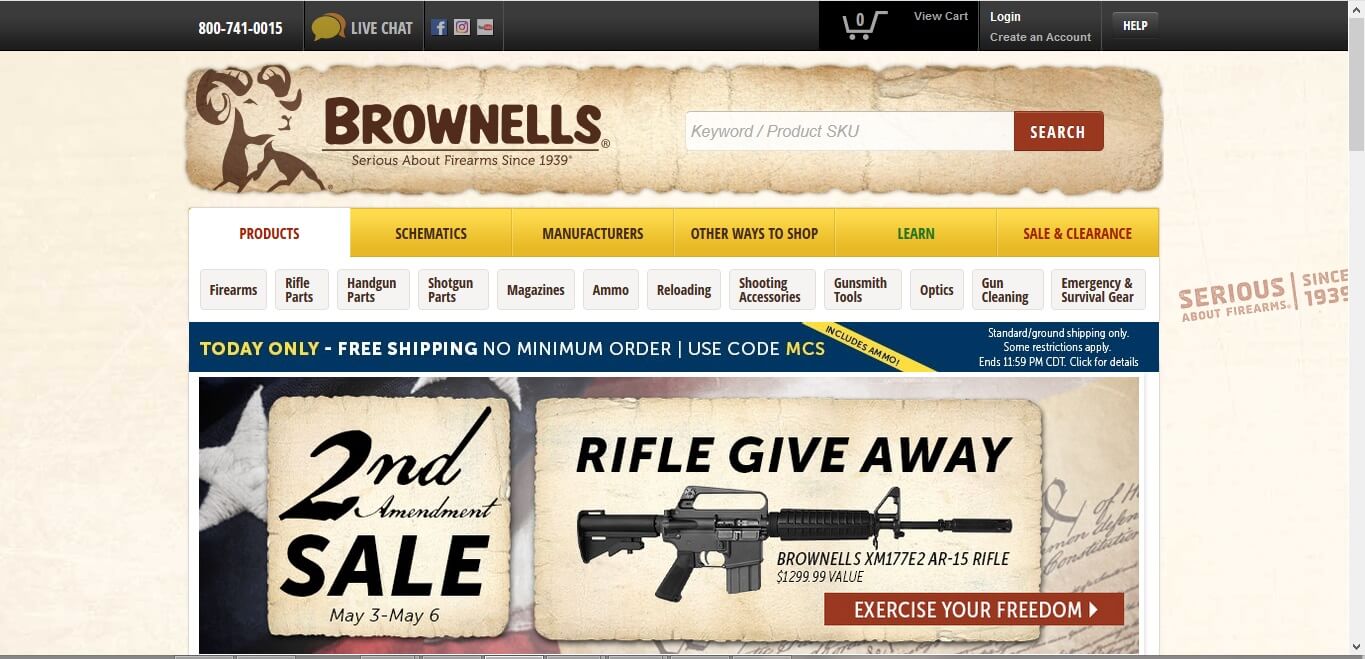 800-741-0015
LIVE CHAT
0
View Cart
Login
Create an Account
HELP
BROWNELLS®
Serious About Firearms Since 1939®
Keyword / Product SKU
SEARCH
PRODUCTS
SCHEMATICS
MANUFACTURERS
OTHER WAYS TO SHOP
LEARN
SALE & CLEARANCE
Firearms
Rifle
Parts
Handgun
Parts
Shotgun
Parts
Magazines
Ammo
Reloading
Shooting
Accessories
Gunsmith
Tools
Optics
Gun
Cleaning
Emergency &
Survival Gear
SERIOUS
ABOUT FIREARMS.
SINCE
1939
TODAY ONLY - FREE SHIPPING NO MINIMUM ORDER | USE CODE MCS
INCLUDES AMMO!
Standard/ground shipping only.
Some restrictions apply.
Ends 11:59 PM CDT. Click for details
2nd
Amendment
SALE
May 3-May 6
RIFLE GIVE AWAY
BROWNELLS XM177E2 AR-15 RIFLE
$1299.99 VALUE
EXERCISE YOUR FREEDOM